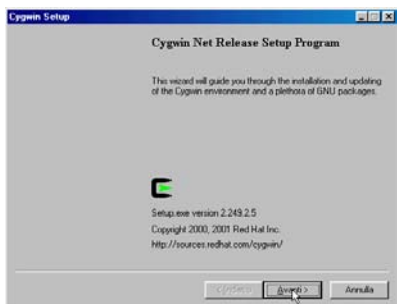 Cygwin Setup
Cygwin Net Release Setup Program
This wizard will guide you through the installation and updating
of the Cygwin environment and a plethora of GNU packages.
Setup.exe version 2.249.2.5
Copyright 2000, 2001 Red Hat Inc.
http://sources.redhat.com/cygwin/
Avanti >
Annulla